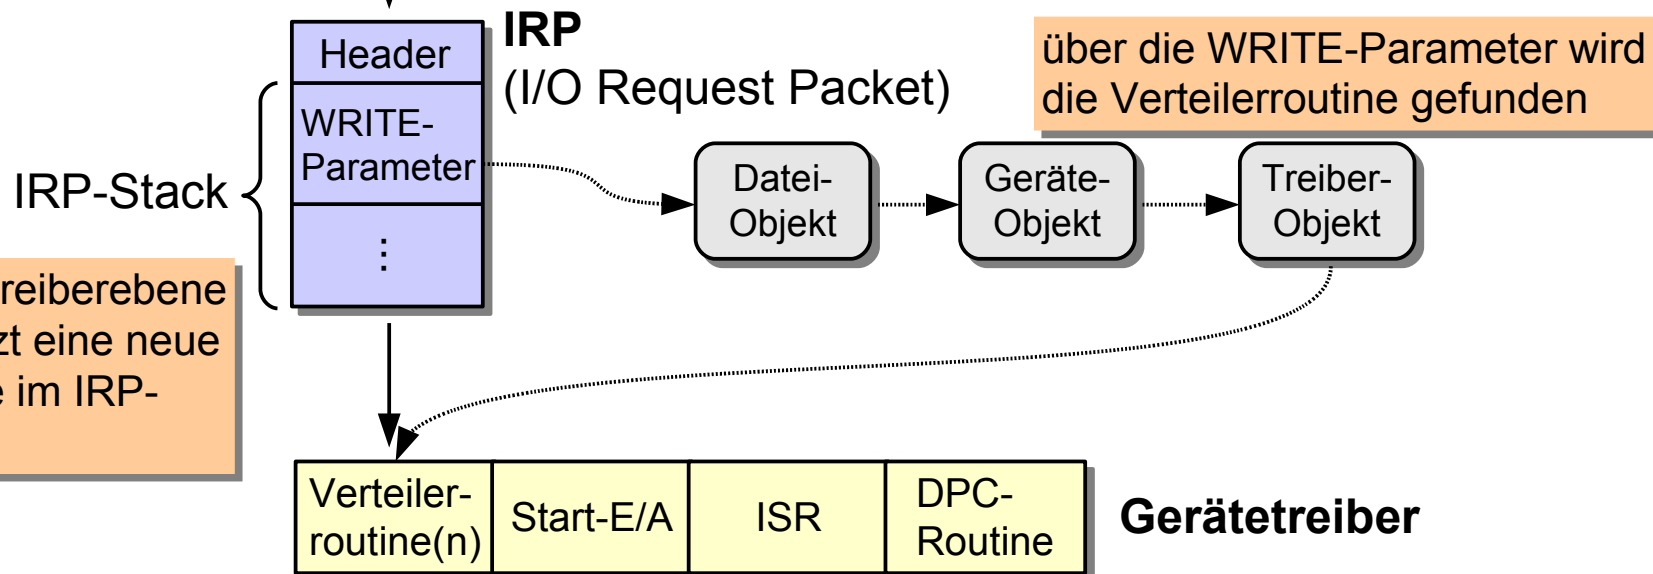 IRP
(I/O Request Packet)
über die WRITE-Parameter wird
die Verteilerroutine gefunden
Header
WRITE-
Parameter
⋮
IRP-Stack
Datei-
Objekt
Geräte-
Objekt
Treiber-
Objekt
reiberebene
zt eine neue
e im IRP-
Verteiler-
routine(n)
Start-E/A
ISR
DPC-
Routine
Gerätetreiber